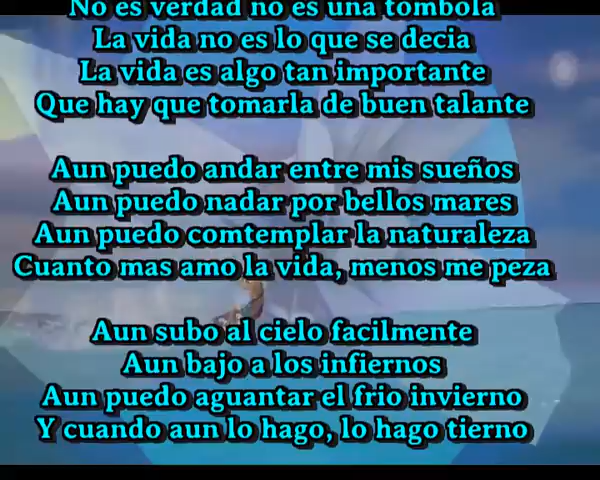 No es verdad no es una tombola
La vida no es lo que se decia
La vida es algo tan importante
Que hay que tomarla de buen talante
Aun puedo andar entre mis sueños
Aun puedo nadar por bellos mares
Aun puedo comtemplar la naturaleza
Cuanto mas amo la vida, menos me peza
Aun subo al cielo facilmente
Aun bajo a los infiernos
Aun puedo aguantar el frio invierno
Y cuando aun lo hago, lo hago tierno